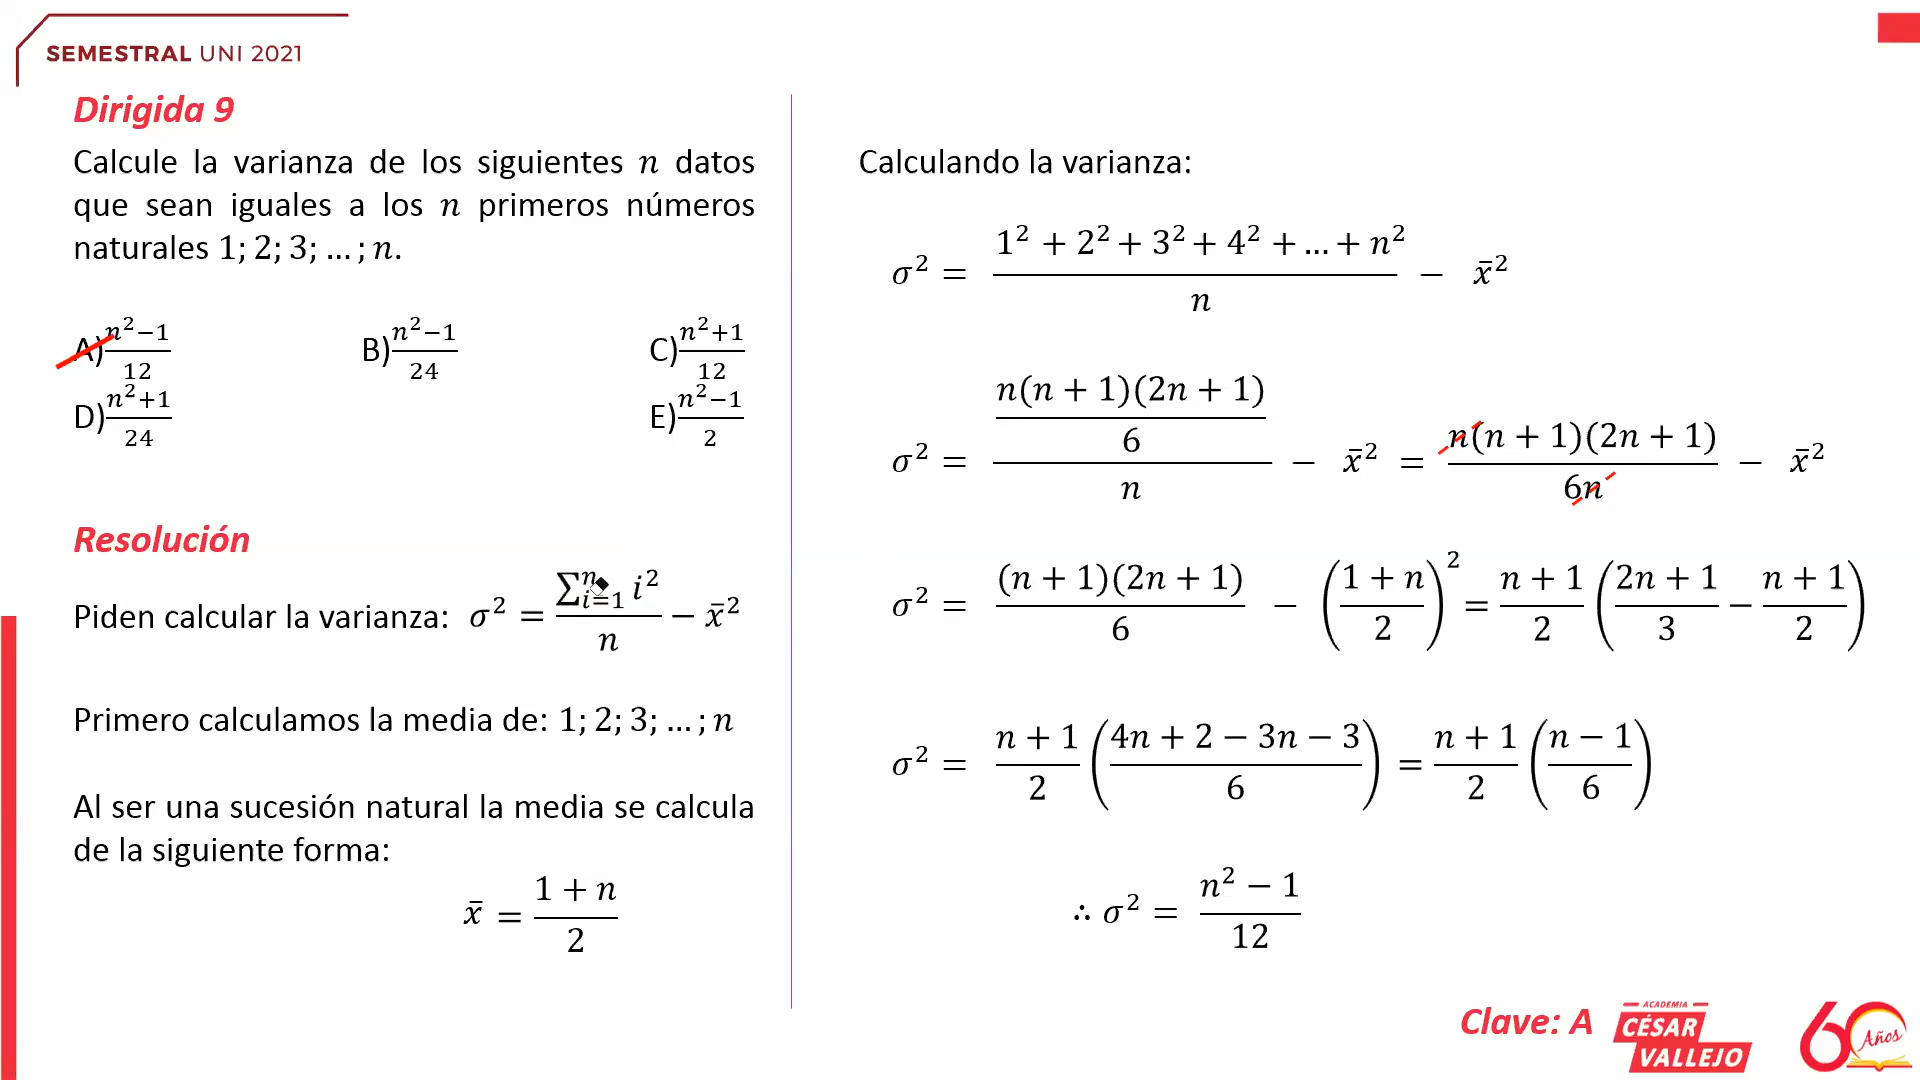 SEMESTRAL UNI 2021
Dirigida 9
Calcule la varianza de los siguientes n datos
que sean iguales a los n primeros números
naturales 1; 2; 3; … ; n.
A) (n² − 1)/12 B) (n² − 1)/24 C) (n² + 1)/12
D) (n² + 1)/24 E) (n² − 1)/2
Resolución
Piden calcular la varianza: σ² = (∑ᵢ₌₁ⁿ i²)/n − x̄²
Primero calculamos la media de: 1; 2; 3; … ; n
Al ser una sucesión natural la media se calcula
de la siguiente forma:
x̄ = (1 + n)/2
Calculando la varianza:
σ² = (1² + 2² + 3² + 4² + … + n²)/n − x̄²
σ² = (n(n + 1)(2n + 1)/6)/n − x̄² = n(n + 1)(2n + 1)/6n − x̄²
σ² = (n + 1)(2n + 1)/6 − ((1 + n)/2)² = (n + 1)/2 ((2n + 1)/3 − (n + 1)/2)
σ² = (n + 1)/2 ((4n + 2 − 3n − 3)/6) = (n + 1)/2 ((n − 1)/6)
∴ σ² = (n² − 1)/12
Clave: A
ACADEMIA
CÉSAR
VALLEJO
60 Años